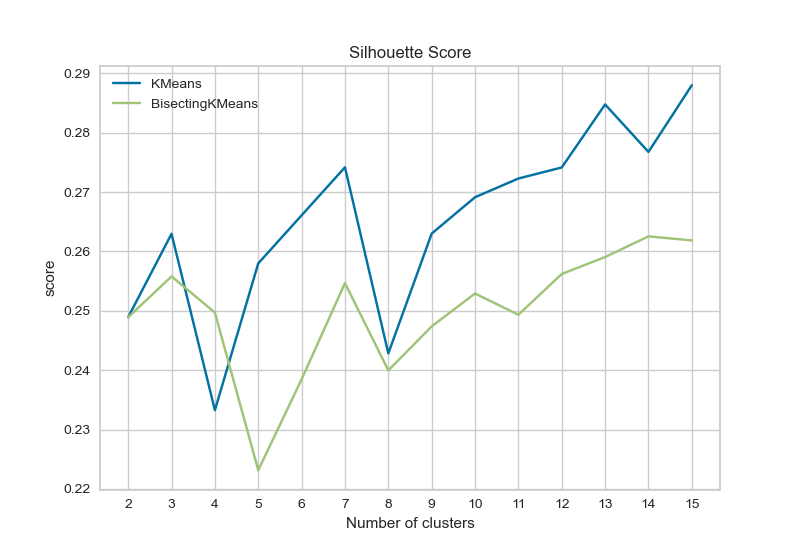 Silhouette Score
KMeans
BisectingKMeans
score
0.29
0.28
0.27
0.26
0.25
0.24
0.23
0.22
2 3 4 5 6 7 8 9 10 11 12 13 14 15
Number of clusters